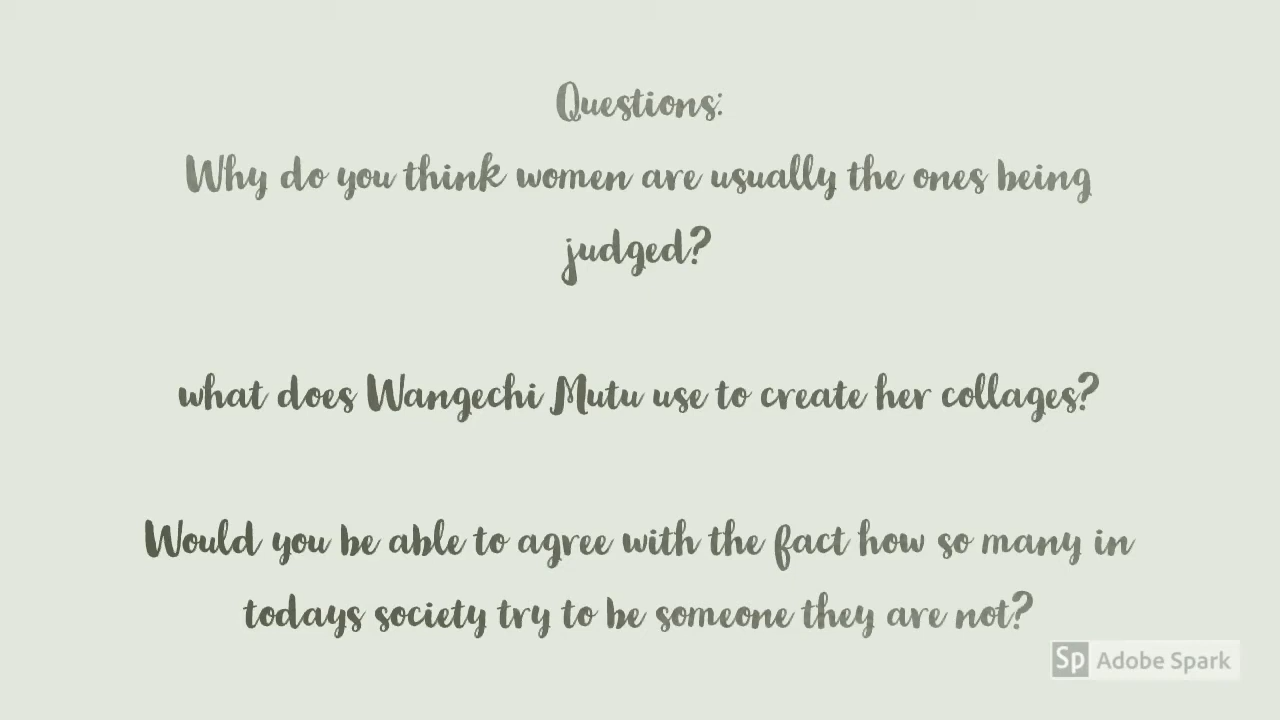 Questions:
Why do you think women are usually the ones being
judged?
what does Wangechi Mutu use to create her collages?
Would you be able to agree with the fact how so many in
todays society try to be someone they are not?
Sp Adobe Spark